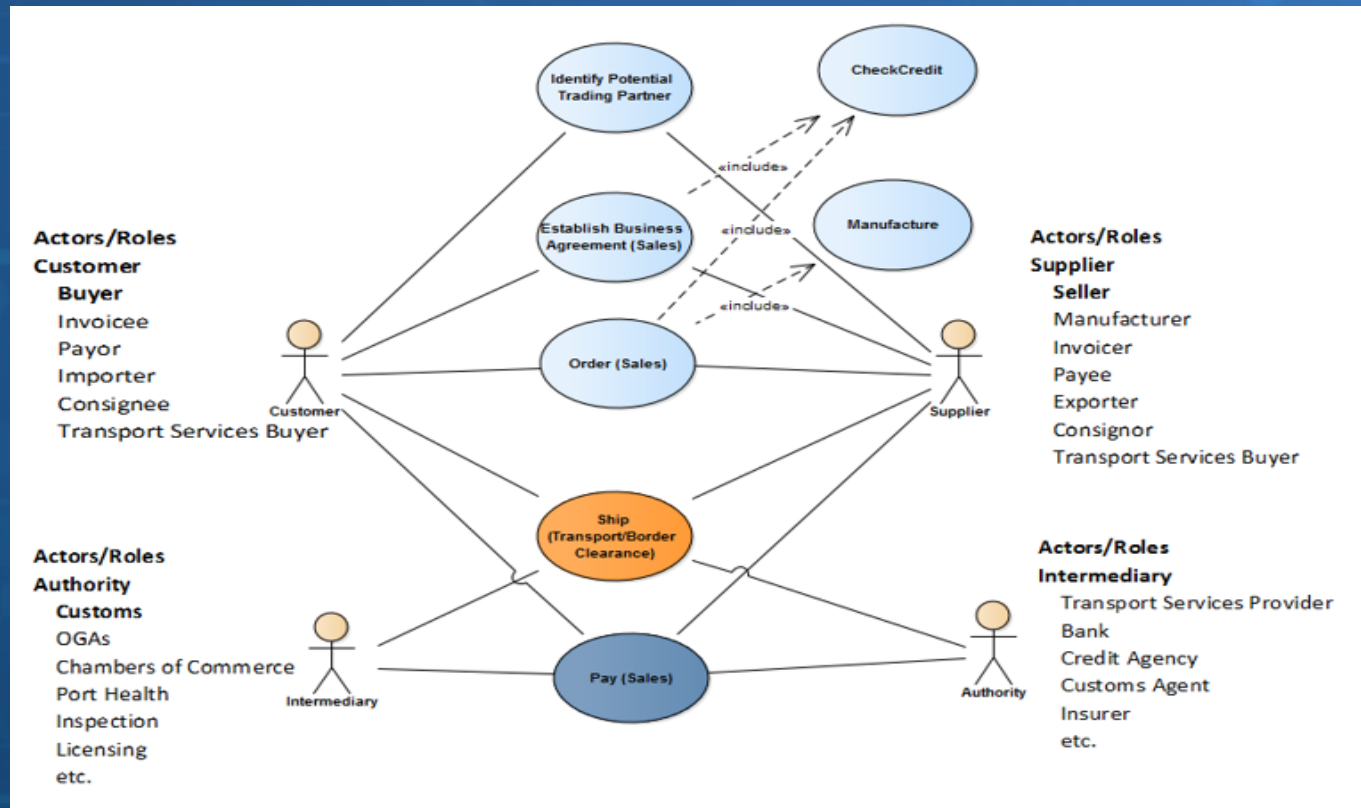 Identify Potential
Trading Partner
CheckCredit
«include»
Establish Business
Agreement (Sales)
«include»
Manufacture
«include»
Order (Sales)
Actors/Roles
Customer
Buyer
Invoicee
Payor
Importer
Consignee
Transport Services Buyer
Customer
Actors/Roles
Supplier
Seller
Manufacturer
Invoicer
Payee
Exporter
Consignor
Transport Services Buyer
Supplier
Ship
(Transport/Border
Clearance)
Pay (Sales)
Actors/Roles
Authority
Customs
OGAs
Chambers of Commerce
Port Health
Inspection
Licensing
etc.
Intermediary
Actors/Roles
Intermediary
Transport Services Provider
Bank
Credit Agency
Customs Agent
Insurer
etc.
Authority